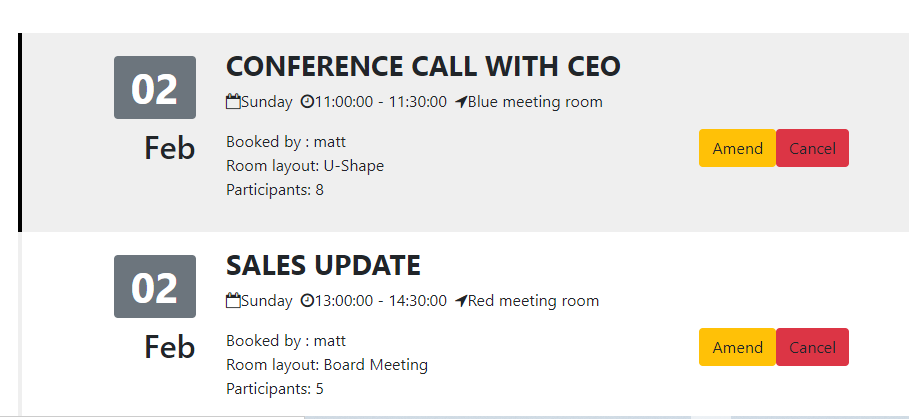 02
Feb
CONFERENCE CALL WITH CEO
Sunday 11:00:00 - 11:30:00 Blue meeting room
Booked by : matt
Room layout: U-Shape
Participants: 8
Amend Cancel
02
Feb
SALES UPDATE
Sunday 13:00:00 - 14:30:00 Red meeting room
Booked by : matt
Room layout: Board Meeting
Participants: 5
Amend Cancel